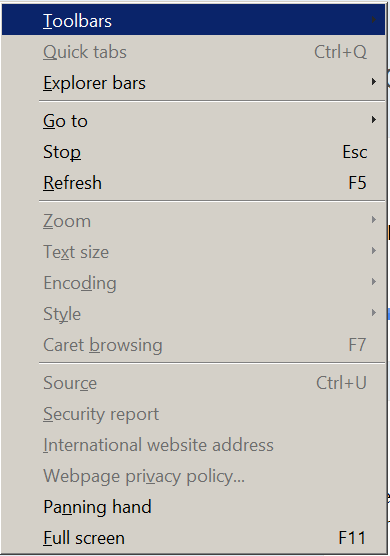 Toolbars
Quick tabs Ctrl+Q
Explorer bars
Go to
Stop Esc
Refresh F5
Zoom
Text size
Encoding
Style
Caret browsing F7
Source Ctrl+U
Security report
International website address
Webpage privacy policy...
Panning hand
Full screen F11